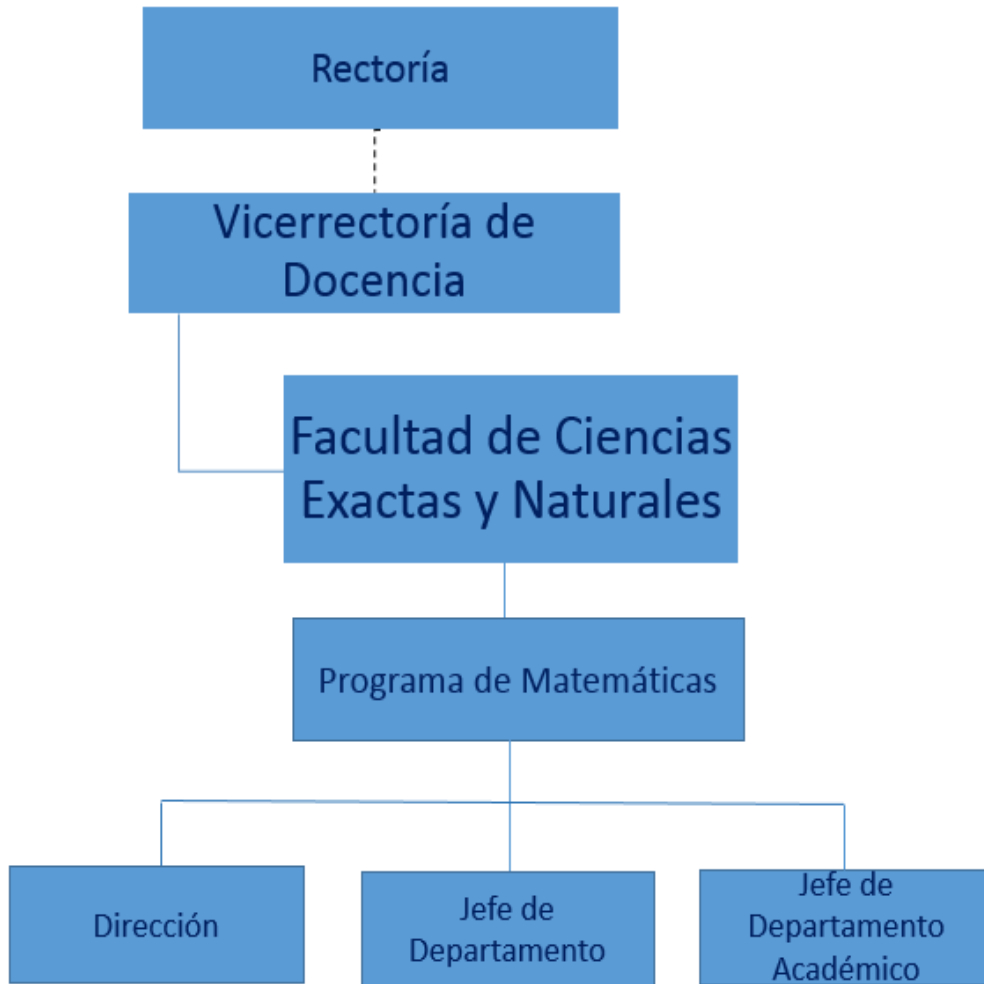 Rectoría
Vicerrectoría de
Docencia
Facultad de Ciencias
Exactas y Naturales
Programa de Matemáticas
Dirección
Jefe de
Departamento
Jefe de
Departamento
Académico